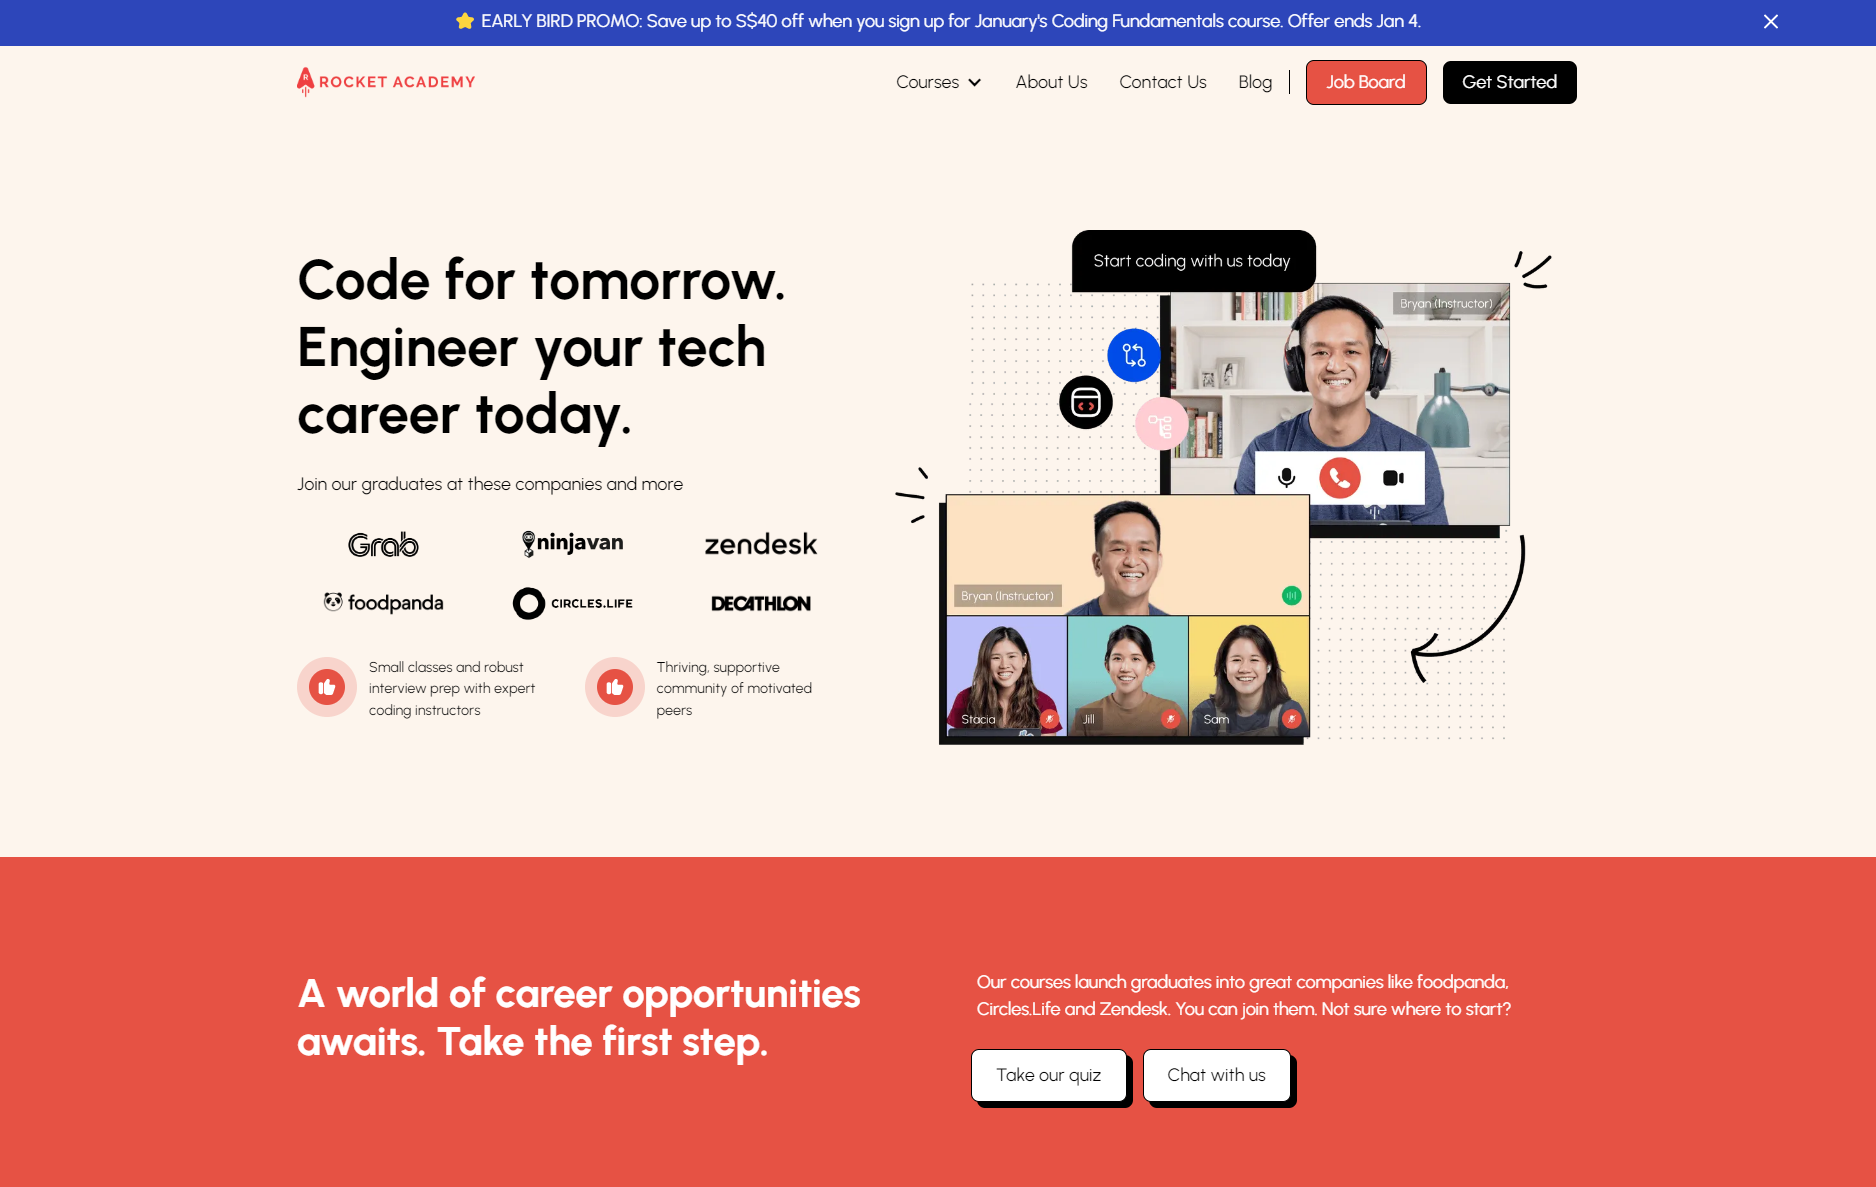 EARLY BIRD PROMO: Save up to S$40 off when you sign up for January's Coding Fundamentals course. Offer ends Jan 4.
ROCKET ACADEMY
Courses
About Us
Contact Us
Blog
Job Board
Get Started
Code for tomorrow.
Engineer your tech
career today.
Join our graduates at these companies and more
Grab
ninjavan
zendesk
foodpanda
CIRCLES.LIFE
DECATHLON
Small classes and robust
interview prep with expert
coding instructors
Thriving, supportive
community of motivated
peers
Start coding with us today
Bryan (Instructor)
Bryan (Instructor)
Stacia
Jill
Sam
A world of career opportunities
awaits. Take the first step.
Our courses launch graduates into great companies like foodpanda,
Circles.Life and Zendesk. You can join them. Not sure where to start?
Take our quiz
Chat with us